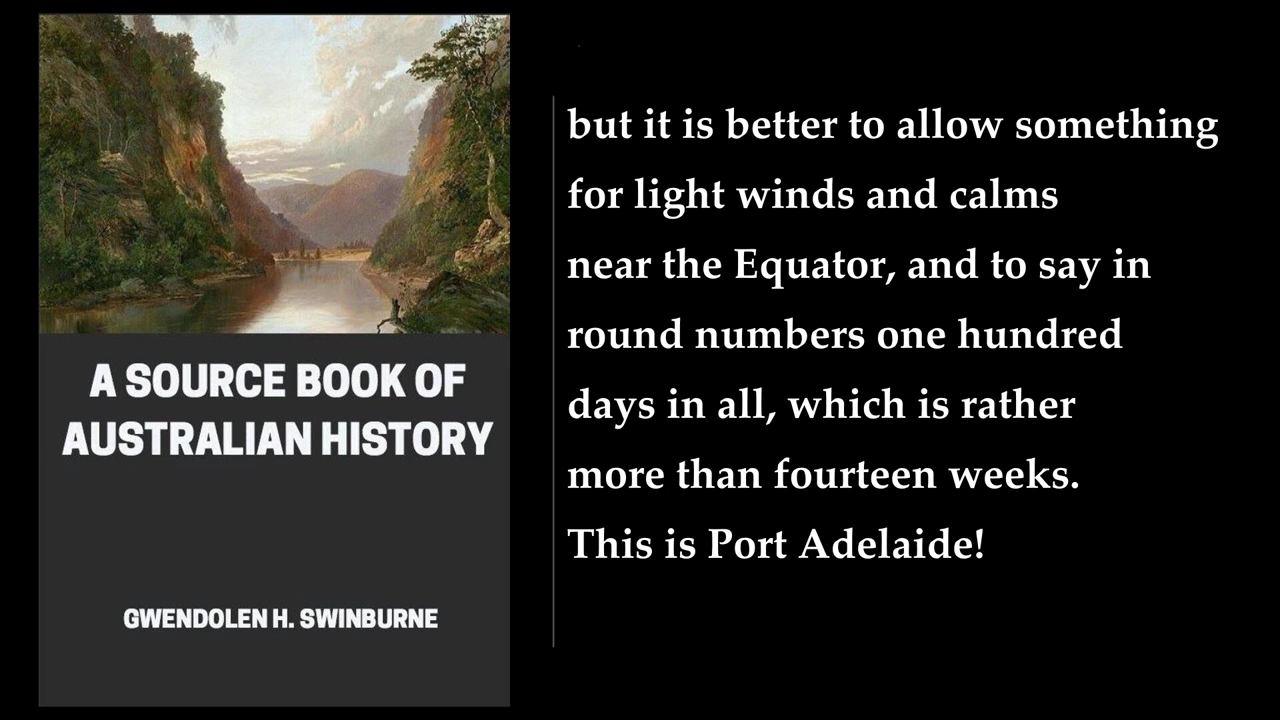 A SOURCE BOOK OF
AUSTRALIAN HISTORY
GWENDOLEN H. SWINBURNE
but it is better to allow something
for light winds and calms
near the Equator, and to say in
round numbers one hundred
days in all, which is rather
more than fourteen weeks.
This is Port Adelaide!